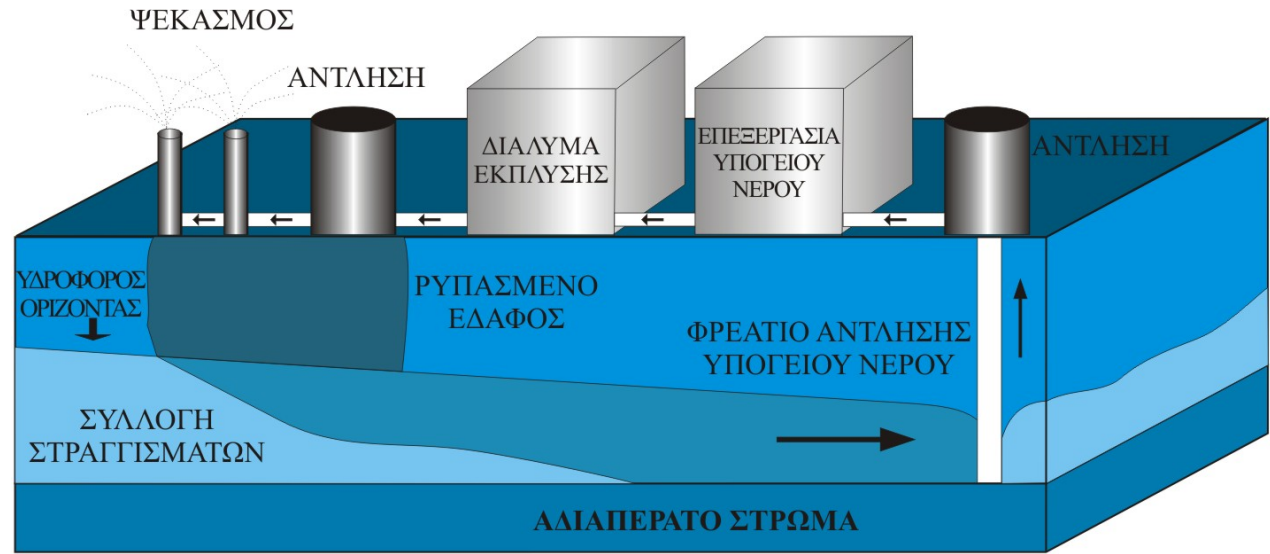 ΨΕΚΑΣΜΟΣ
ΑΝΤΛΗΣΗ
ΔΙΑΛΥΜΑ
ΕΚΠΛΥΣΗΣ
ΕΠΕΞΕΡΓΑΣΙΑ
ΥΠΟΓΕΙΟΥ
ΝΕΡΟΥ
ΑΝΤΛΗΣΗ
ΥΔΡΟΦΟΡΟΣ
ΟΡΙΖΟΝΤΑΣ
ΡΥΠΑΣΜΕΝΟ
ΕΔΑΦΟΣ
ΦΡΕΑΤΙΟ ΑΝΤΛΗΣΗΣ
ΥΠΟΓΕΙΟΥ ΝΕΡΟΥ
ΣΥΛΛΟΓΗ
ΣΤΡΑΓΓΙΣΜΑΤΩΝ
ΑΔΙΑΠΕΡΑΤΟ ΣΤΡΩΜΑ